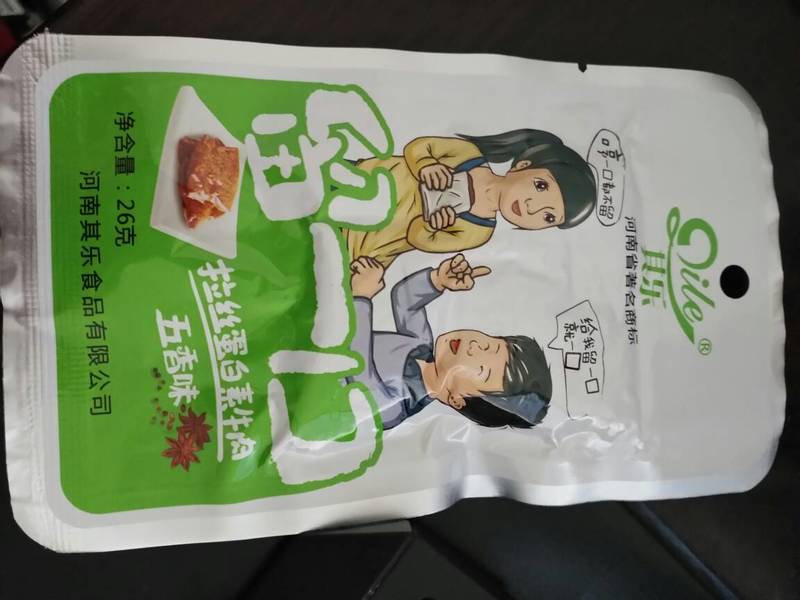 Qile®
其乐
河南省著名商标
哼一口都不留
给我留一口
就一口
留一口
拉丝蛋白素牛肉
五香味
净含量：26克
河南其乐食品有限公司